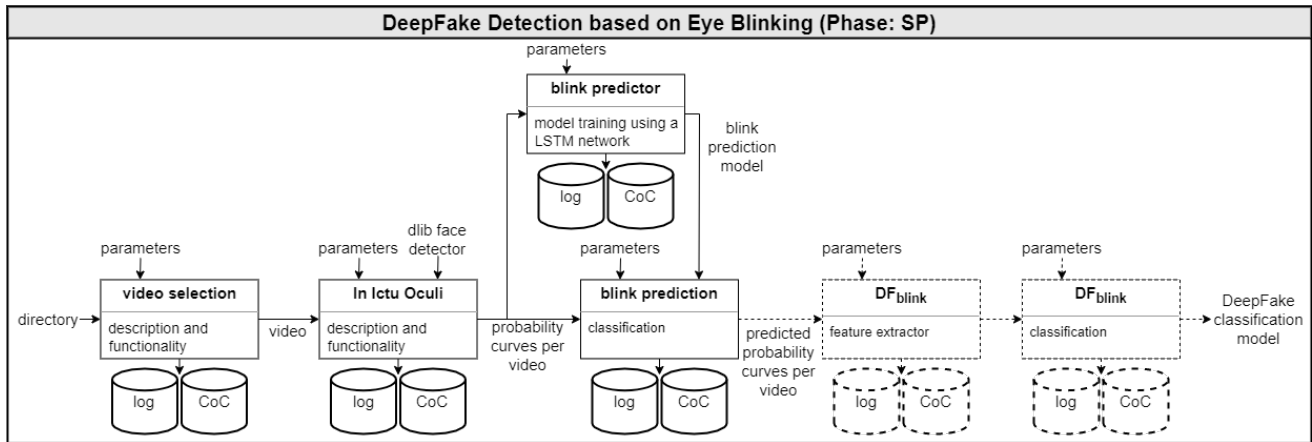 DeepFake Detection based on Eye Blinking (Phase: SP)
parameters
blink predictor
model training using a
LSTM network
blink
prediction
model
log
CoC
directory
parameters
video selection
description and
functionality
log
CoC
video
parameters
dlib face
detector
In Ictu Oculi
description and
functionality
log
CoC
probability
curves per
video
parameters
blink prediction
classification
log
CoC
predicted
probability
curves per
video
parameters
DFblink
feature extractor
log
CoC
parameters
DFblink
classification
log
CoC
DeepFake
classification
model